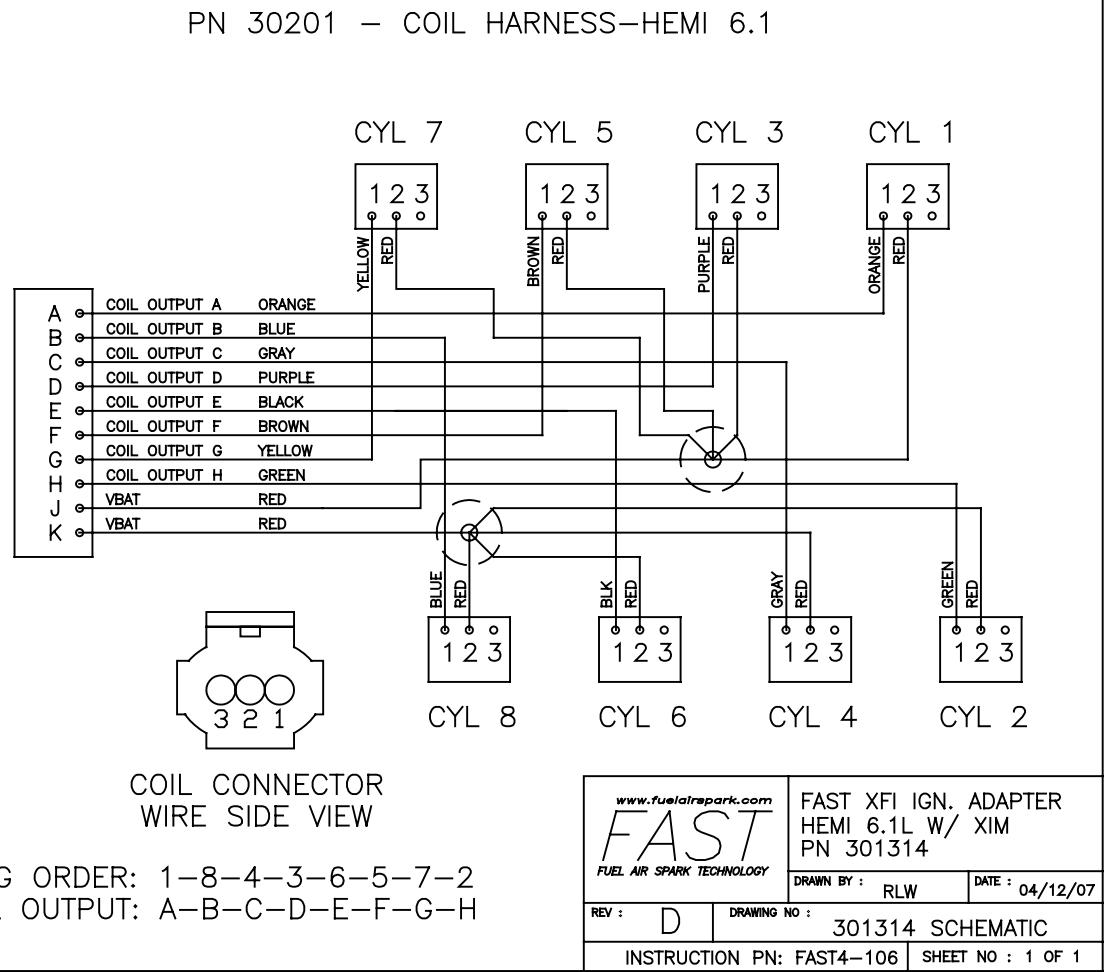 PN 30201 – COIL HARNESS–HEMI 6.1
CYL 7 CYL 5 CYL 3 CYL 1
1 2 3 1 2 3 1 2 3 1 2 3
YELLOW RED BROWN RED PURPLE RED ORANGE RED
A COIL OUTPUT A ORANGE
B COIL OUTPUT B BLUE
C COIL OUTPUT C GRAY
D COIL OUTPUT D PURPLE
E COIL OUTPUT E BLACK
F COIL OUTPUT F BROWN
G COIL OUTPUT G YELLOW
H COIL OUTPUT H GREEN
J VBAT RED
K VBAT RED
BLUE RED BLK RED GRAY RED GREEN RED
1 2 3 1 2 3 1 2 3 1 2 3
CYL 8 CYL 6 CYL 4 CYL 2
3 2 1
COIL CONNECTOR
WIRE SIDE VIEW
G ORDER: 1–8–4–3–6–5–7–2
OUTPUT: A–B–C–D–E–F–G–H
www.fuelairspark.com
FAST
FUEL AIR SPARK TECHNOLOGY
FAST XFI IGN. ADAPTER
HEMI 6.1L W/ XIM
PN 301314
DRAWN BY : RLW DATE : 04/12/07
REV : D DRAWING NO : 301314 SCHEMATIC
INSTRUCTION PN: FAST4–106 SHEET NO : 1 OF 1